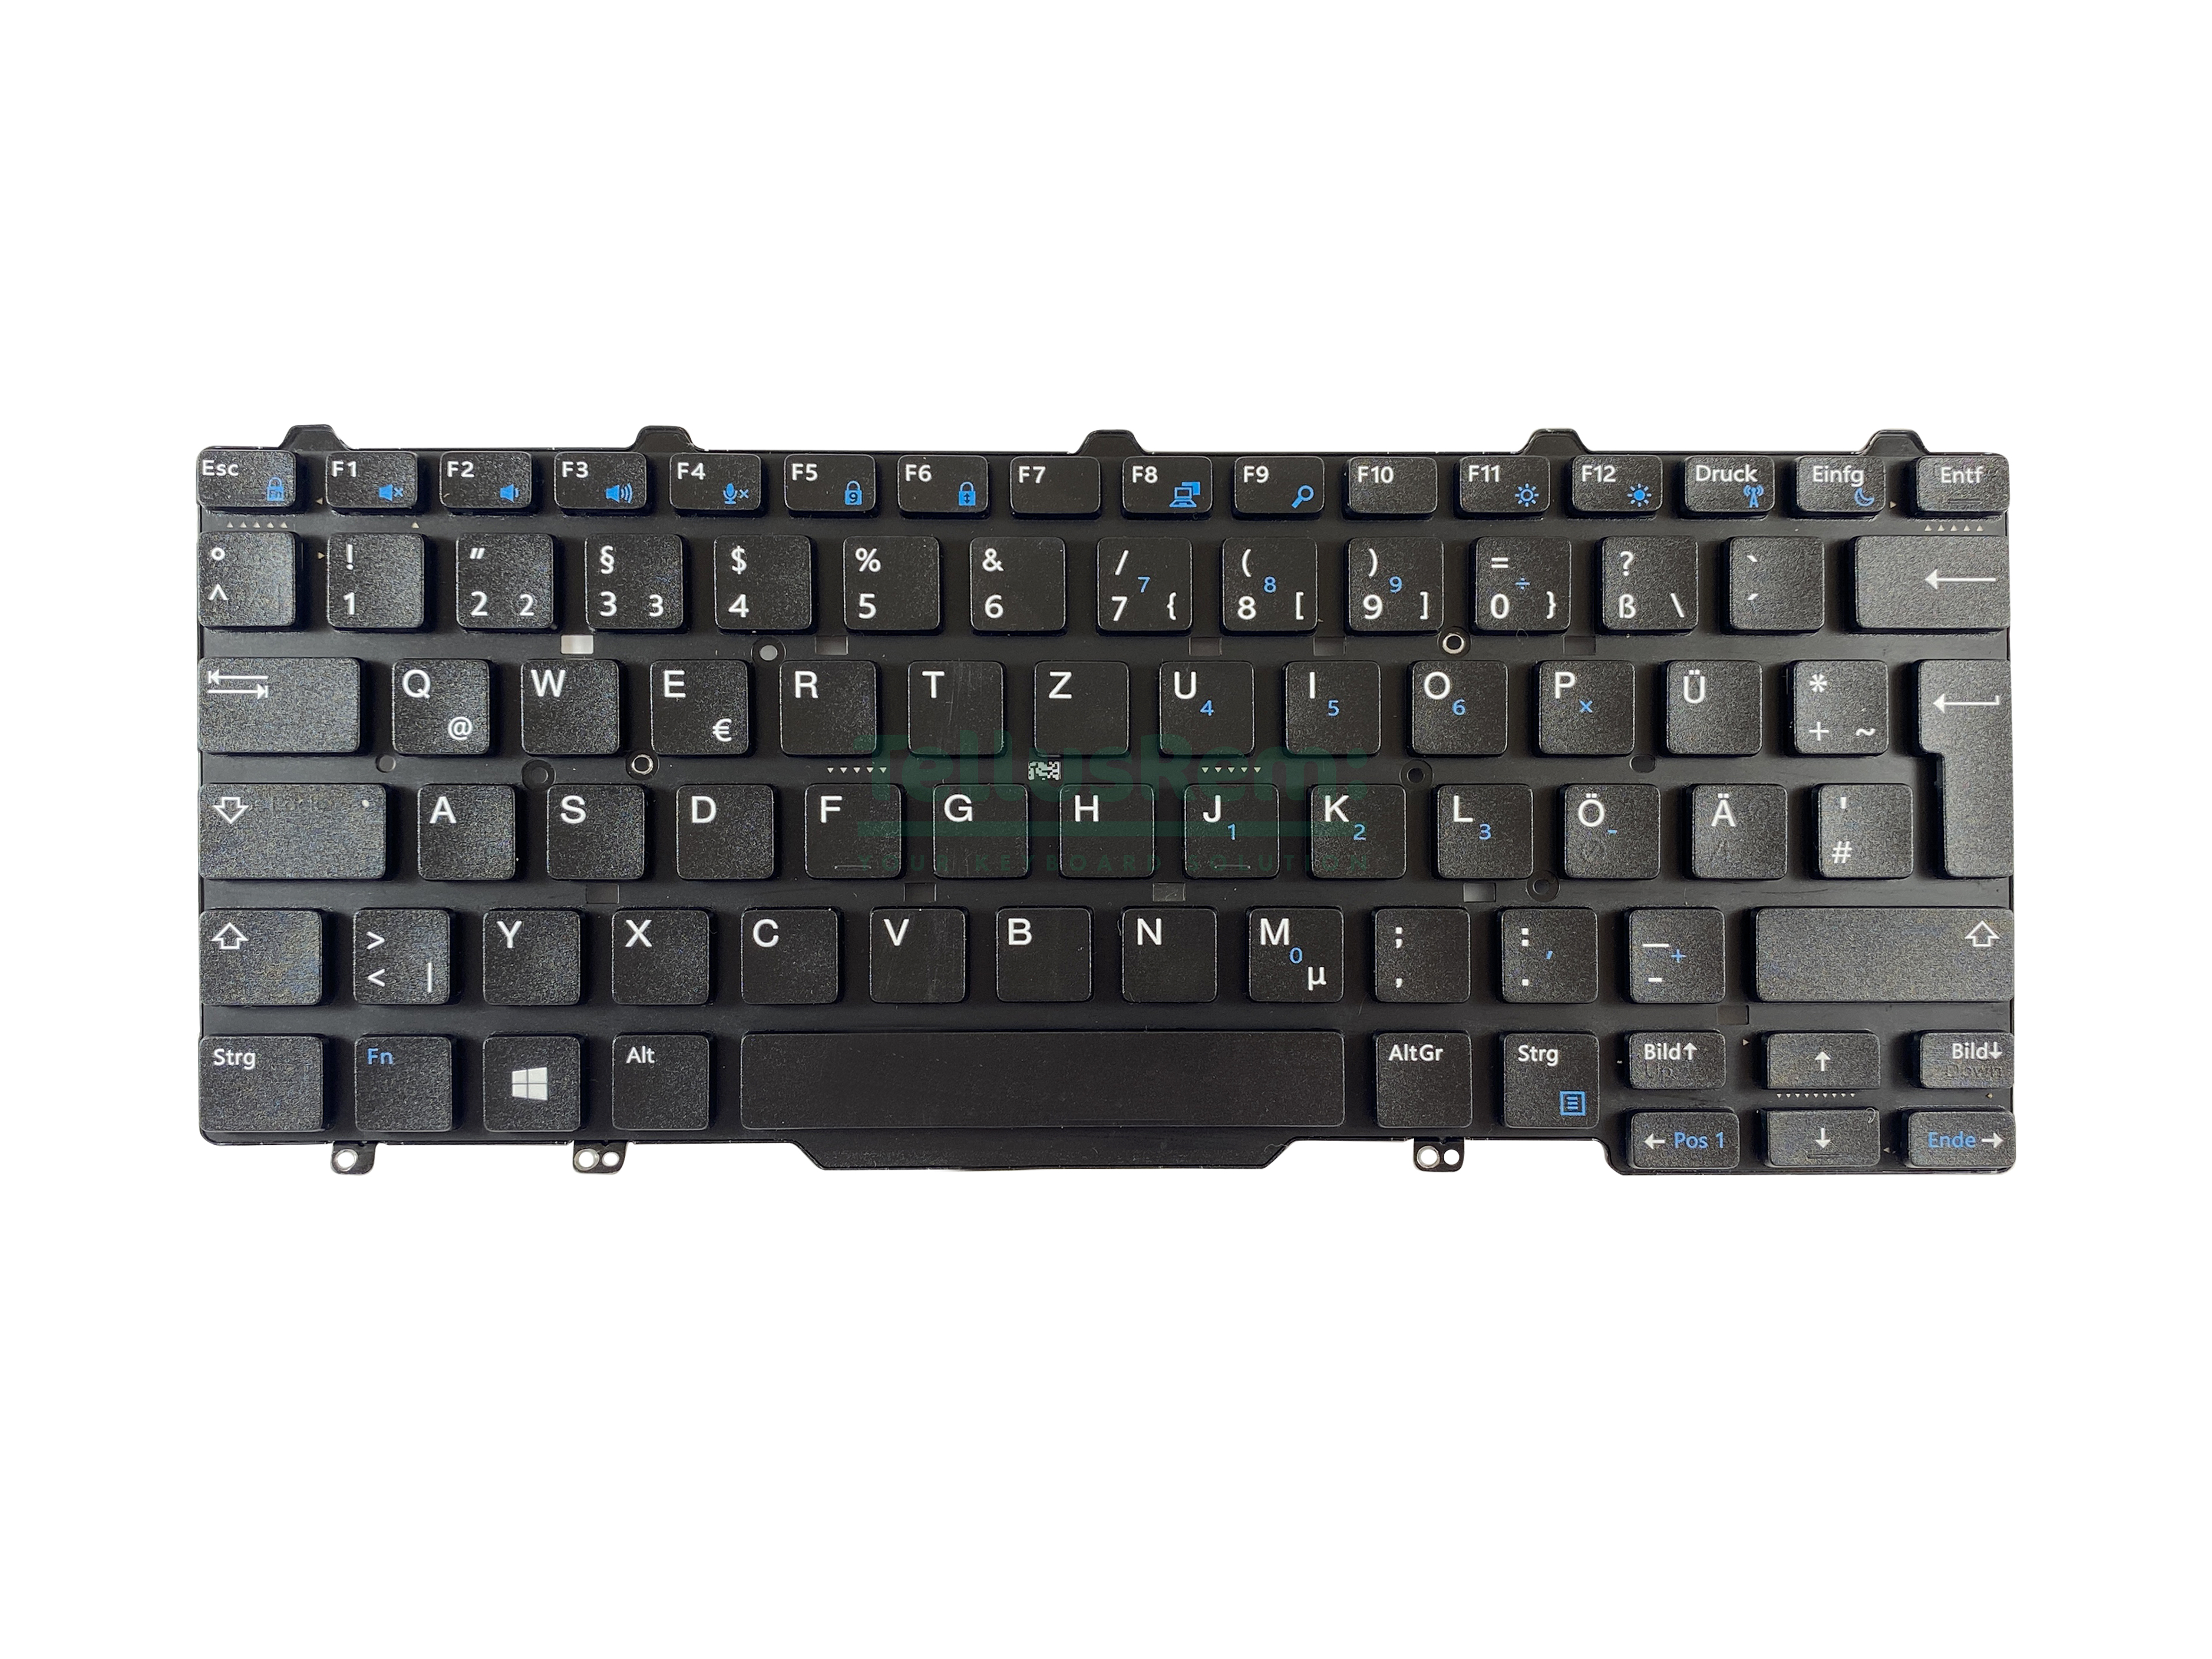 Esc F1 F2 F3 F4 F5 F6 F7 F8 F9 F10 F11 F12 Druck Einfg Entf
° ! " § $ % & / 7 ( 8 ) 9 = ÷ ? `
^ 1 2 2 3 3 4 5 6 7 { 8 [ 9 ] 0 } ß \ ´
Q W E R T Z U 4 I 5 O 6 P × Ü *
@ € + ~
A S D F G H J 1 K 2 L 3 Ö - Ä '
#
> Y X C V B N M 0 ; : , _ +
< | µ , . -
Strg Fn Alt AltGr Strg Bild↑ ↑ Bild↓
Up Down
← Pos 1 ↓ Ende →
TellusRem:
YOUR KEYBOARD SOLUTION